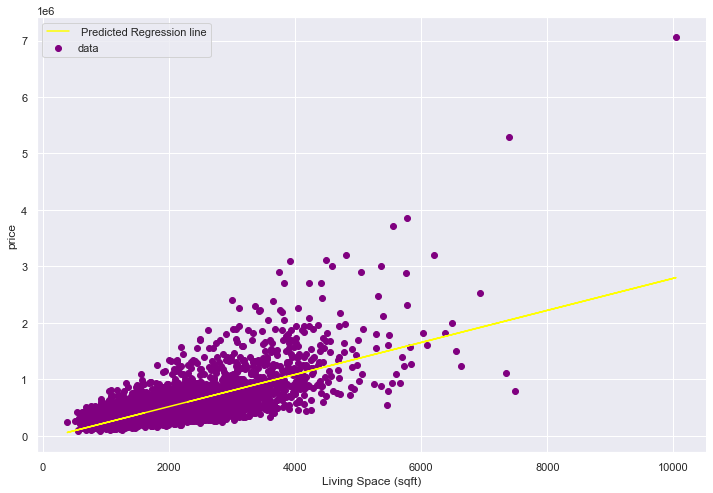 1e6
Predicted Regression line
data
7
6
5
4
3
2
1
0
price
0 2000 4000 6000 8000 10000
Living Space (sqft)